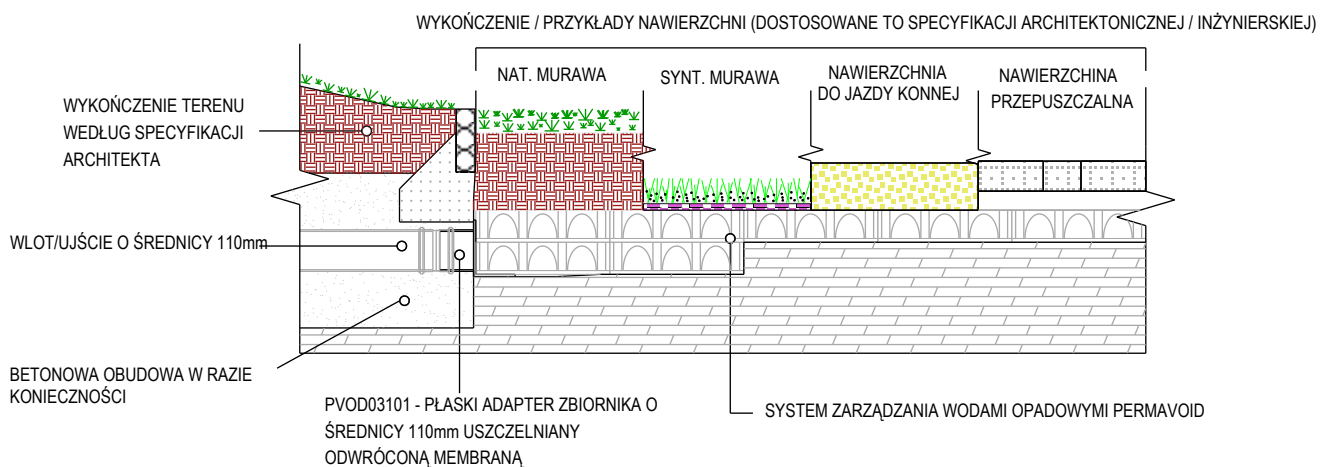 WYKOŃCZENIE / PRZYKŁADY NAWIERZCHNI (DOSTOSOWANE TO SPECYFIKACJI ARCHITEKTONICZNEJ / INŻYNIERSKIEJ)
NAT. MURAWA
SYNT. MURAWA
NAWIERZCHNIA
DO JAZDY KONNEJ
NAWIERZCHINA
PRZEPUSZCZALNA
WYKOŃCZENIE TERENU
WEDŁUG SPECYFIKACJI
ARCHITEKTA
WLOT/UJŚCIE O ŚREDNICY 110mm
BETONOWA OBUDOWA W RAZIE
KONIECZNOŚCI
PVOD03101 - PŁASKI ADAPTER ZBIORNIKA O
ŚREDNICY 110mm USZCZELNIANY
ODWRÓCONĄ MEMBRANĄ
SYSTEM ZARZĄDZANIA WODAMI OPADOWYMI PERMAVOID